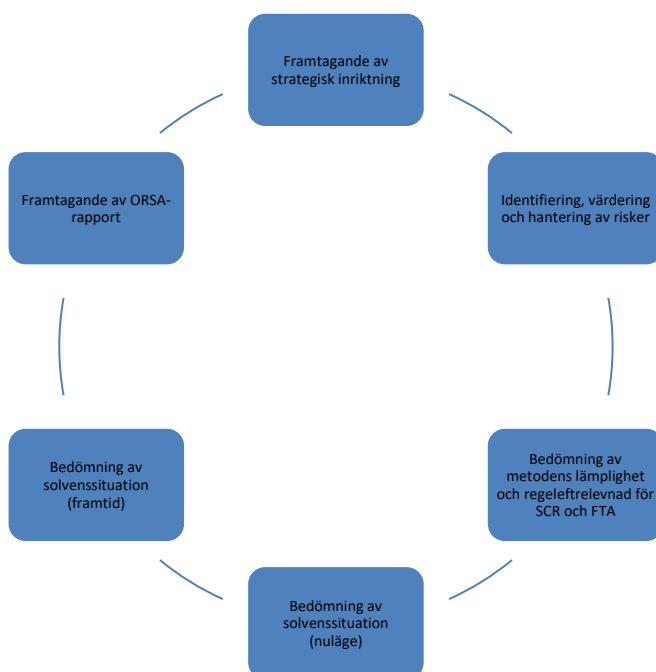 Framtagande av
strategisk inriktning
Identifiering, värdering
och hantering av risker
Bedömning av
metodens lämplighet
och regeleftrelevnad för
SCR och FTA
Bedömning av
solvenssituation
(nuläge)
Bedömning av
solvenssituation
(framtid)
Framtagande av ORSA-
rapport